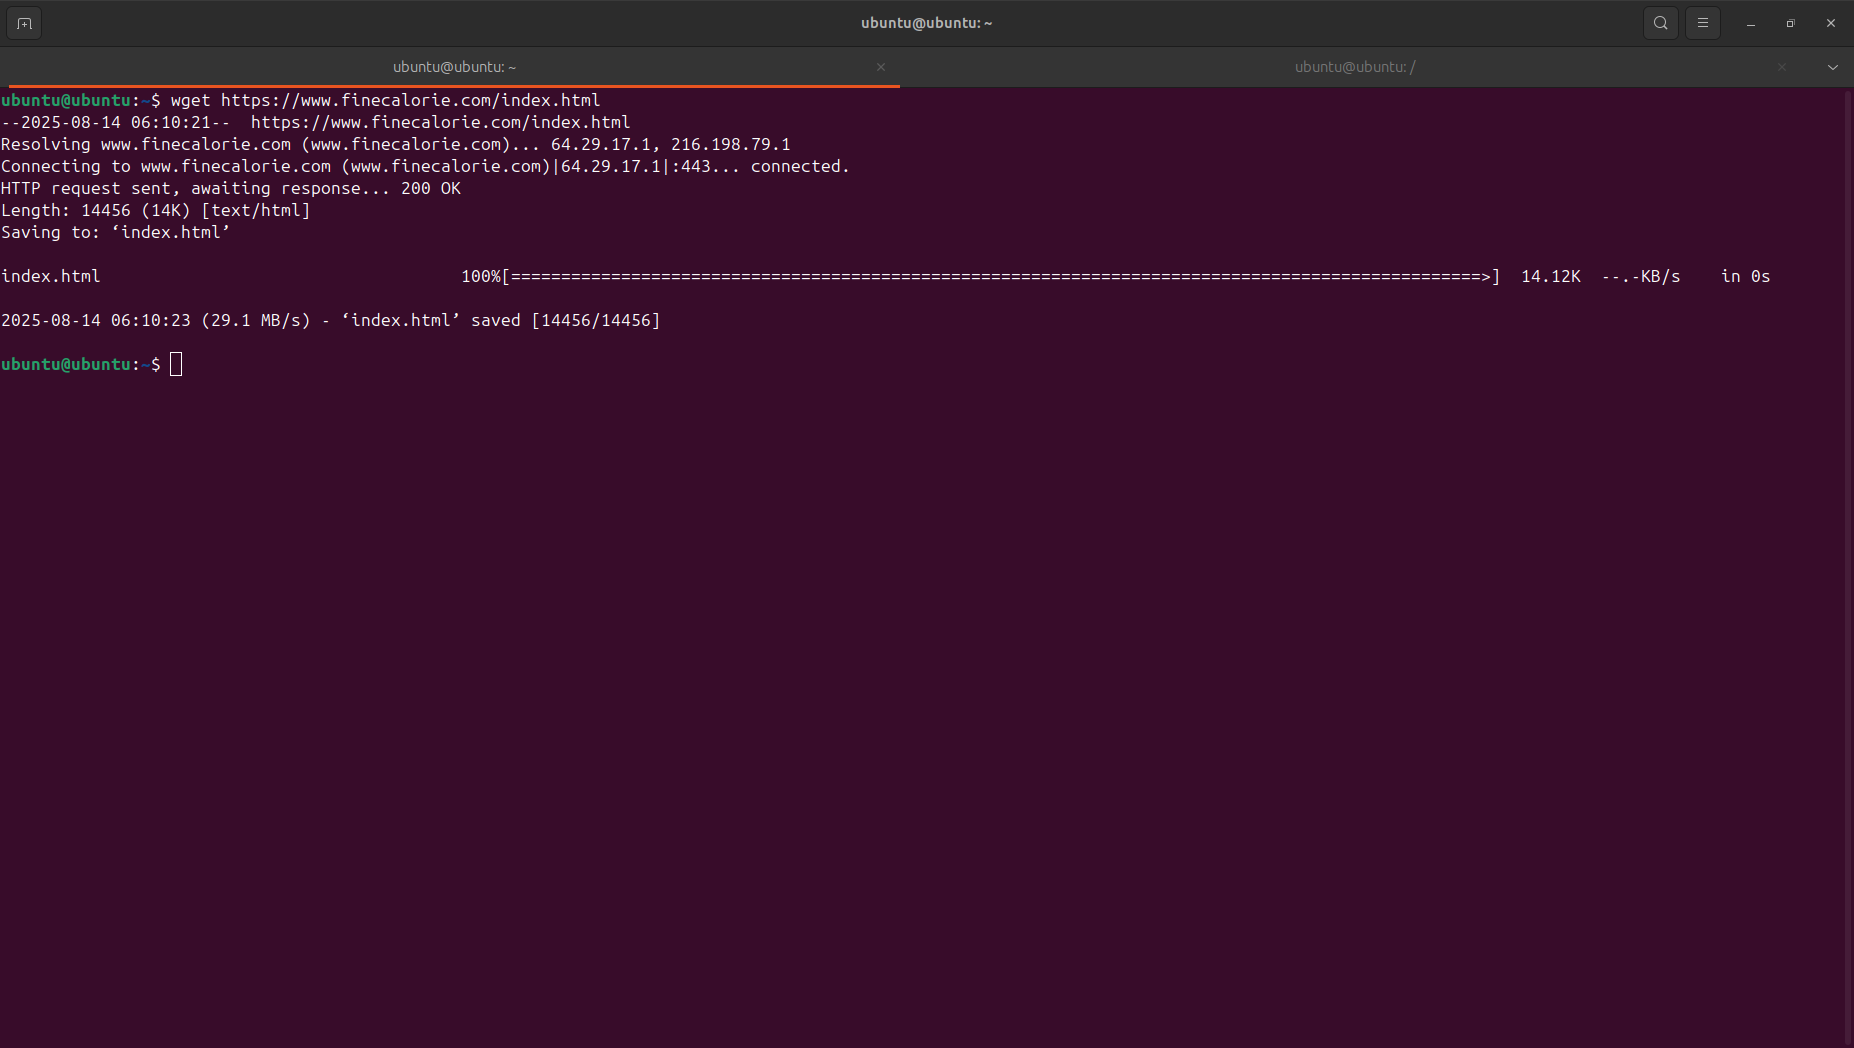 ubuntu@ubuntu: ~
ubuntu@ubuntu: ~
ubuntu@ubuntu: /
ubuntu@ubuntu:~$ wget https://www.finecalorie.com/index.html
--2025-08-14 06:10:21--  https://www.finecalorie.com/index.html
Resolving www.finecalorie.com (www.finecalorie.com)... 64.29.17.1, 216.198.79.1
Connecting to www.finecalorie.com (www.finecalorie.com)|64.29.17.1|:443... connected.
HTTP request sent, awaiting response... 200 OK
Length: 14456 (14K) [text/html]
Saving to: ‘index.html’
index.html                                    100%[=================================================================================================>]  14.12K  --.-KB/s    in 0s
2025-08-14 06:10:23 (29.1 MB/s) - ‘index.html’ saved [14456/14456]
ubuntu@ubuntu:~$